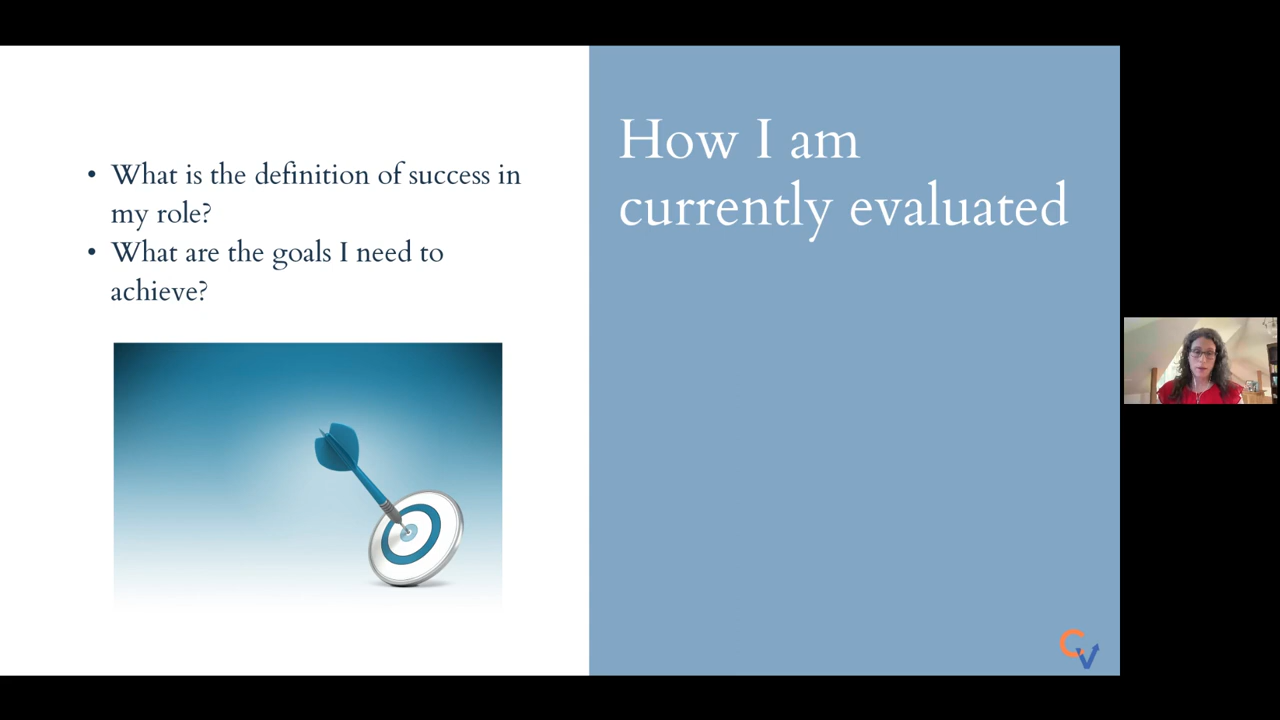 • What is the definition of success in
my role?
• What are the goals I need to
achieve?
How I am
currently evaluated
CV